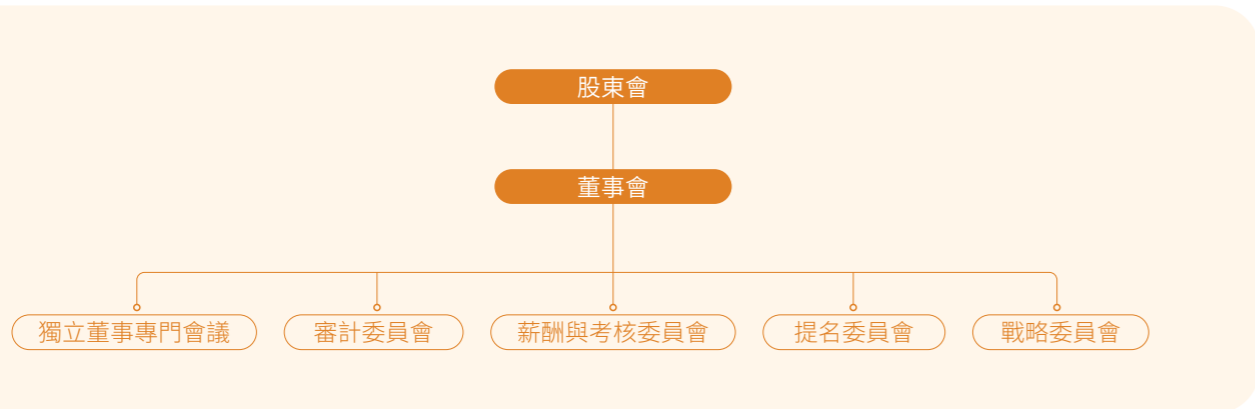 股東會
董事會
獨立董事專門會議
審計委員會
薪酬與考核委員會
提名委員會
戰略委員會